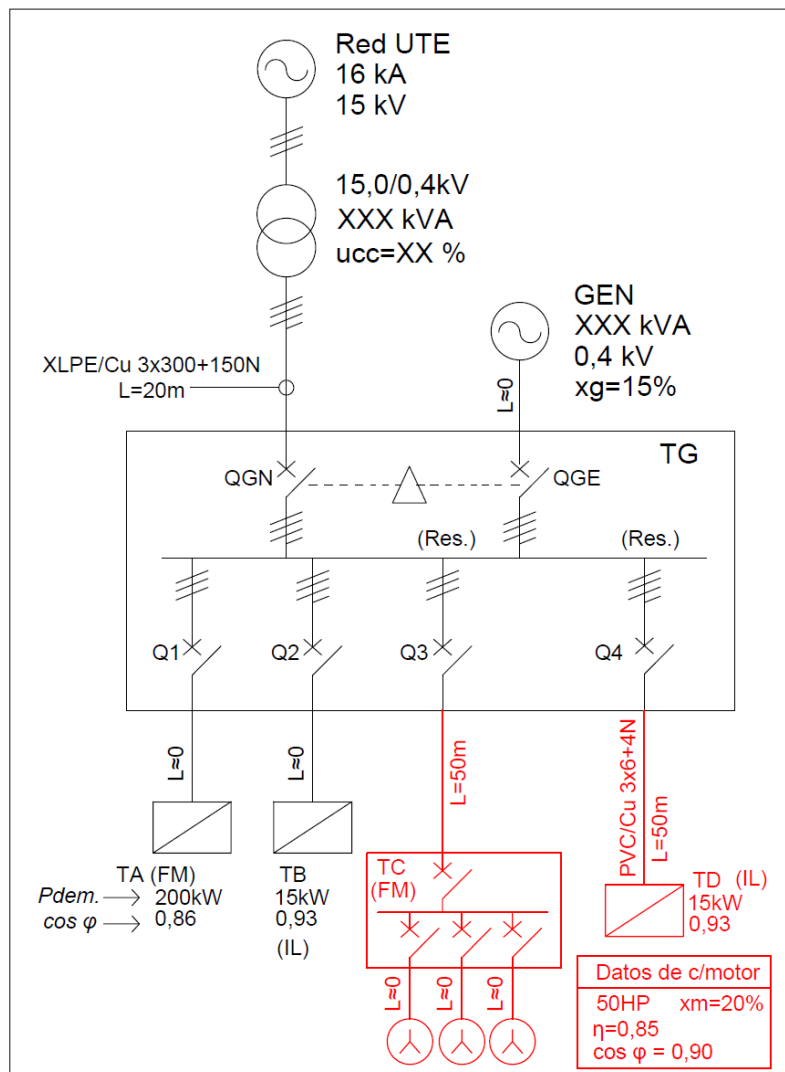 Red UTE
16 kA
15 kV
15,0/0,4kV
XXX kVA
ucc=XX %
GEN
XXX kVA
0,4 kV
xg=15%
XLPE/Cu 3x300+150N
L=20m
L≈0
TG
QGN
QGE
(Res.)
(Res.)
Q1
Q2
Q3
Q4
L≈0
L≈0
L=50m
PVC/Cu 3x6+4N
L=50m
TA (FM)
Pdem. 200kW
cos φ 0,86
TB
15kW
0,93
(IL)
TC
(FM)
TD (IL)
15kW
0,93
L≈0
L≈0
L≈0
Datos de c/motor
50HP xm=20%
η=0,85
cos φ = 0,90